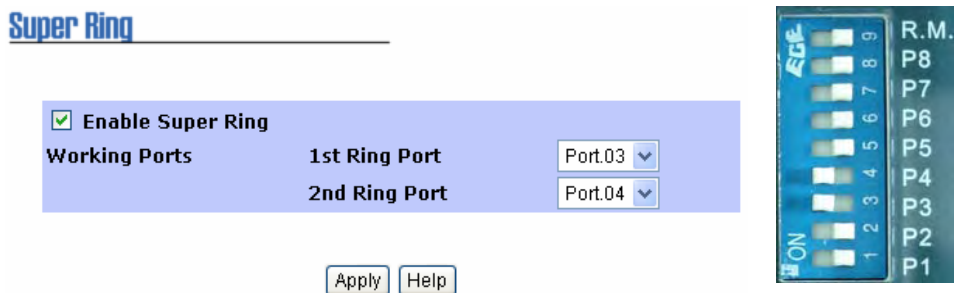 Super Ring
Enable Super Ring
Working Ports
1st Ring Port
Port.03
2nd Ring Port
Port.04
Apply
Help
EGE
ON
9
8
7
6
5
4
3
2
1
R.M.
P8
P7
P6
P5
P4
P3
P2
P1